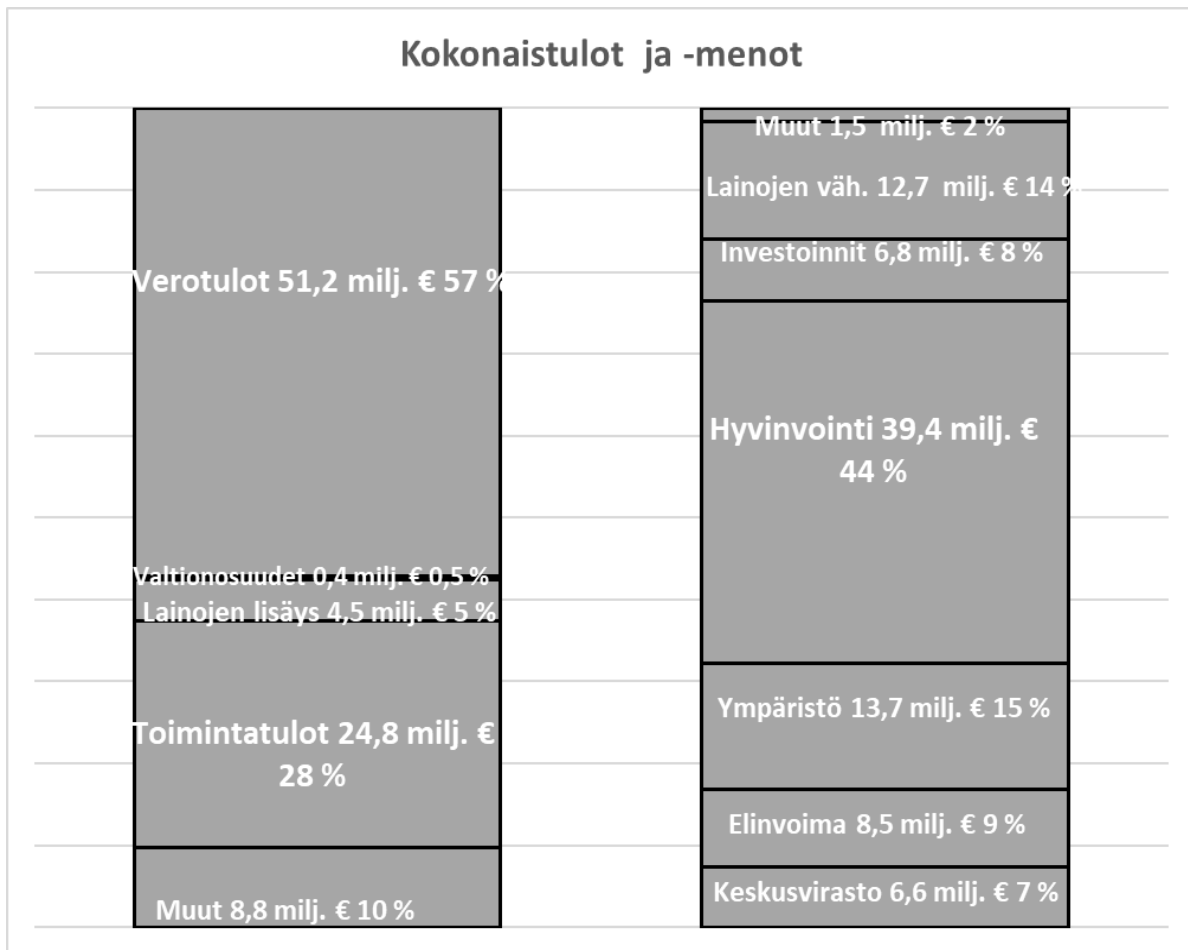 Kokonaistulot ja -menot
Verotulot 51,2 milj. € 57 %
Valtionosuudet 0,4 milj. € 0,5 %
Lainojen lisäys 4,5 milj. € 5 %
Toimintatulot 24,8 milj. €
28 %
Muut 8,8 milj. € 10 %
Muut 1,5 milj. € 2 %
Lainojen väh. 12,7 milj. € 14 %
Investoinnit 6,8 milj. € 8 %
Hyvinvointi 39,4 milj. €
44 %
Ympäristö 13,7 milj. € 15 %
Elinvoima 8,5 milj. € 9 %
Keskusvirasto 6,6 milj. € 7 %